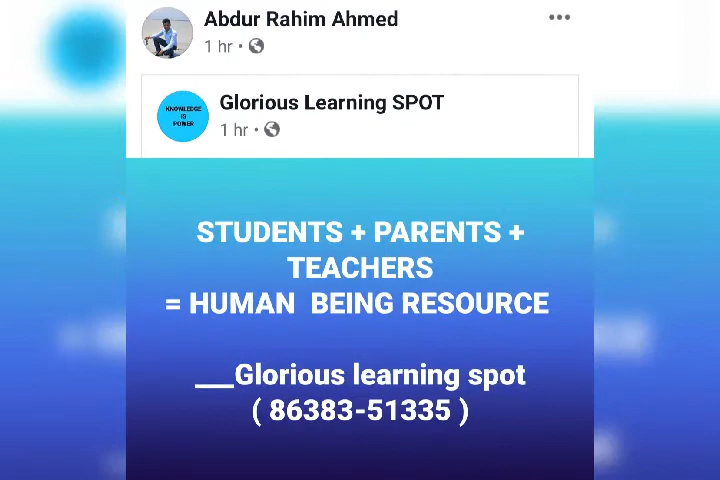 Abdur Rahim Ahmed
1 hr •
Glorious Learning SPOT
KNOWLEDGE
IS
POWER
1 hr •
STUDENTS + PARENTS +
TEACHERS
= HUMAN BEING RESOURCE
___Glorious learning spot
( 86383-51335 )